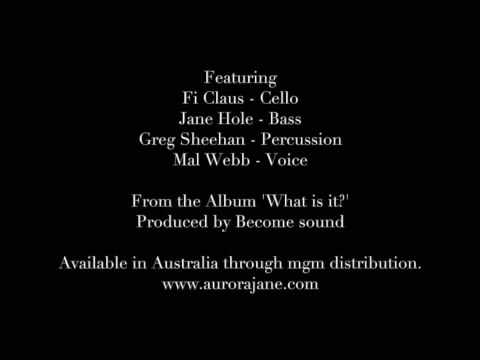 Featuring
Fi Claus - Cello
Jane Hole - Bass
Greg Sheehan - Percussion
Mal Webb - Voice
From the Album 'What is it?'
Produced by Become sound
Available in Australia through mgm distribution.
www.aurorajane.com